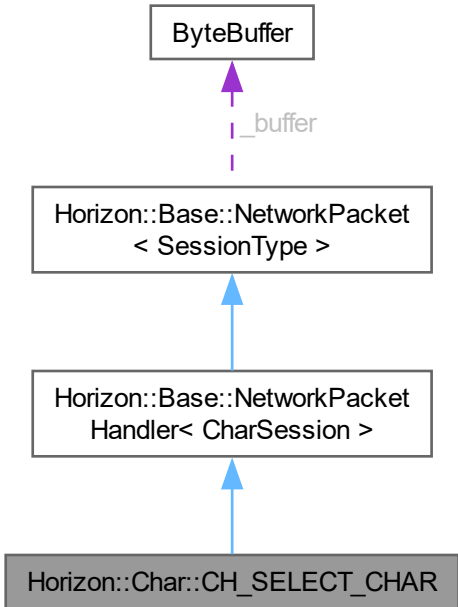 ByteBuffer
_buffer
Horizon::Base::NetworkPacket
< SessionType >
Horizon::Base::NetworkPacket
Handler< CharSession >
Horizon::Char::CH_SELECT_CHAR